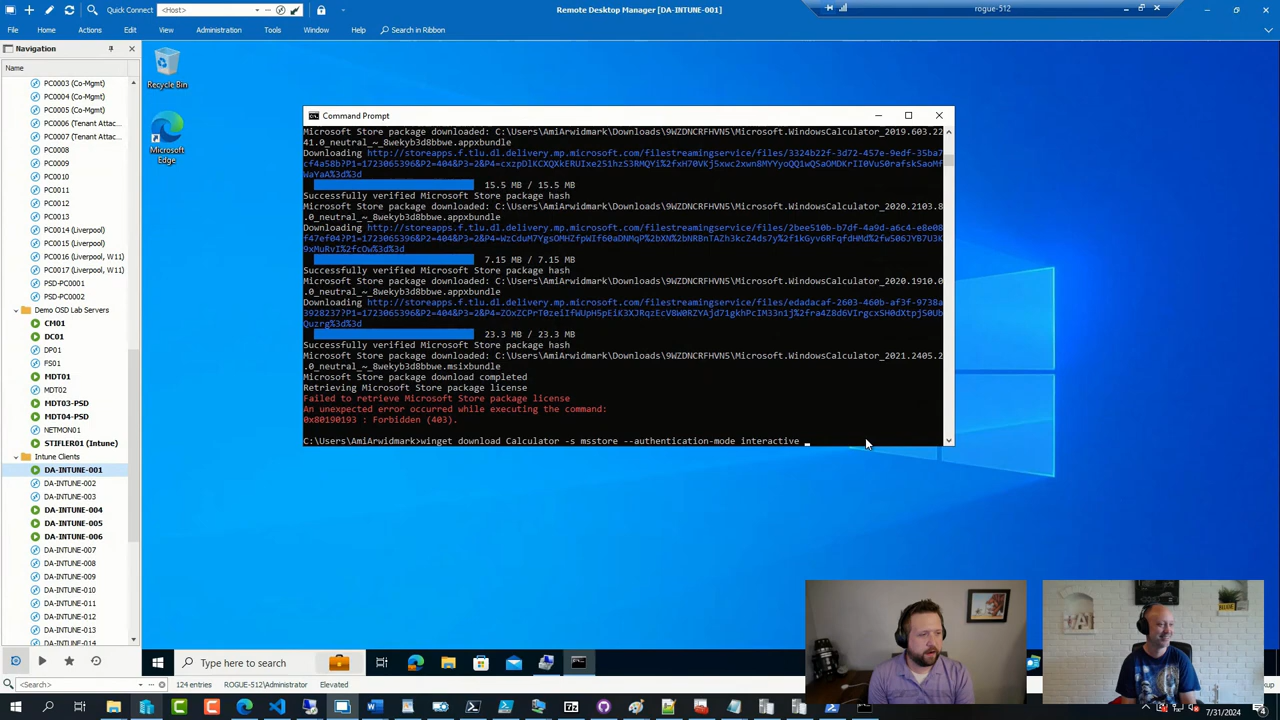 Quick Connect
<Host>
Remote Desktop Manager [DA-INTUNE-001]
rogue-512
File
Home
Actions
Edit
View
Administration
Tools
Window
Help
Search in Ribbon
Navigation
Name
PC0003 (Co-Mgmt)
PC0004 (Co-Mgmt)
PC0005 (Co-Mgmt)
PC0006 (Tenant Attac...
PC0007 (Tenant Attac...
PC0008
PC0009
PC0010
PC0011
PC0012
PC0013
PC0014 (Liverpool)
PC0015 (Liverpool)
PC0016 (Liverpool, W11)
PC0017 (Liverpool, W11)
PSD-PC0001
PSD-PC0002
Demo OSD Lab Servers
CM01
DC01
DP01
FS01
MDT01
MDT02
MDT03-PSD
MDT04-PSD
NETMON01
STIFLER01 (Intune)
Intune Clients
DA-INTUNE-001
DA-INTUNE-002
DA-INTUNE-003
DA-INTUNE-004
DA-INTUNE-005
DA-INTUNE-006
DA-INTUNE-007
DA-INTUNE-008
DA-INTUNE-009
DA-INTUNE-010
DA-INTUNE-011
DA-INTUNE-012
DA-INTUNE-013
DA-INTUNE-014
Recycle Bin
Microsoft
Edge
Command Prompt
Microsoft Store package downloaded: C:\Users\AmiArwidmark\Downloads\9WZDNCRFHVN5\Microsoft.WindowsCalculator_2019.603.22
41.0_neutral_~_8wekyb3d8bbwe.appxbundle
Downloading
15.5 MB / 15.5 MB
Successfully verified Microsoft Store package hash
Microsoft Store package downloaded: C:\Users\AmiArwidmark\Downloads\9WZDNCRFHVN5\Microsoft.WindowsCalculator_2020.2103.8
.0_neutral_~_8wekyb3d8bbwe.appxbundle
Downloading
7.15 MB / 7.15 MB
Successfully verified Microsoft Store package hash
Microsoft Store package downloaded: C:\Users\AmiArwidmark\Downloads\9WZDNCRFHVN5\Microsoft.WindowsCalculator_2020.1910.0
.0_neutral_~_8wekyb3d8bbwe.appxbundle
Downloading
23.3 MB / 23.3 MB
Successfully verified Microsoft Store package hash
Microsoft Store package downloaded: C:\Users\AmiArwidmark\Downloads\9WZDNCRFHVN5\Microsoft.WindowsCalculator_2021.2405.2
.0_neutral_~_8wekyb3d8bbwe.msixbundle
Microsoft Store package download completed
Retrieving Microsoft Store package license
Failed to retrieve Microsoft Store package license
An unexpected error occurred while executing the command:
0x80190193 : Forbidden (403).
C:\Users\AmiArwidmark>winget download Calculator -s msstore --authentication-mode interactive
Type here to search
<Search>
124 entries
ROGUE-512\Administrator
Elevated
7/31/2024